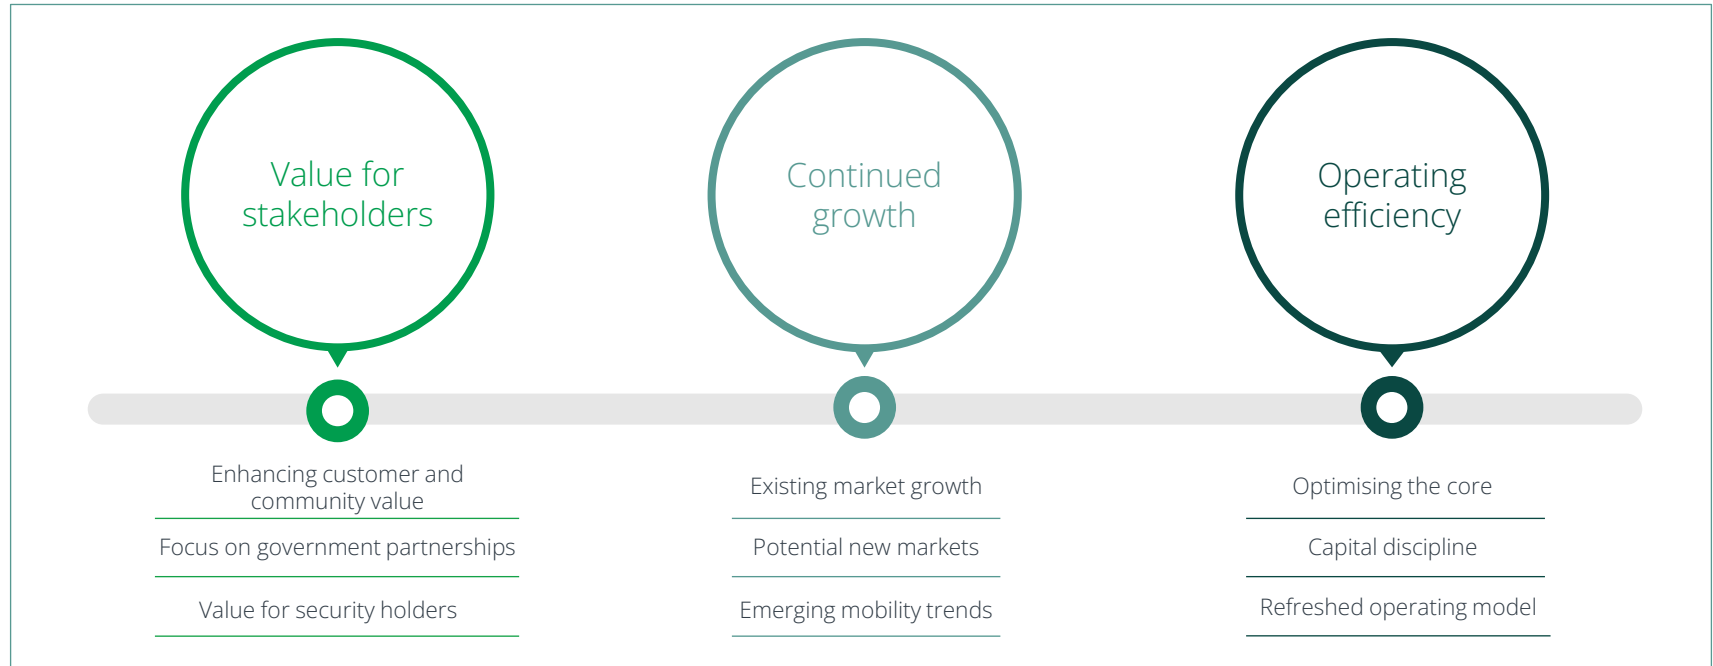 Value for
stakeholders
Continued
growth
Operating
efficiency
Enhancing customer and
community value
Focus on government partnerships
Value for security holders
Existing market growth
Potential new markets
Emerging mobility trends
Optimising the core
Capital discipline
Refreshed operating model